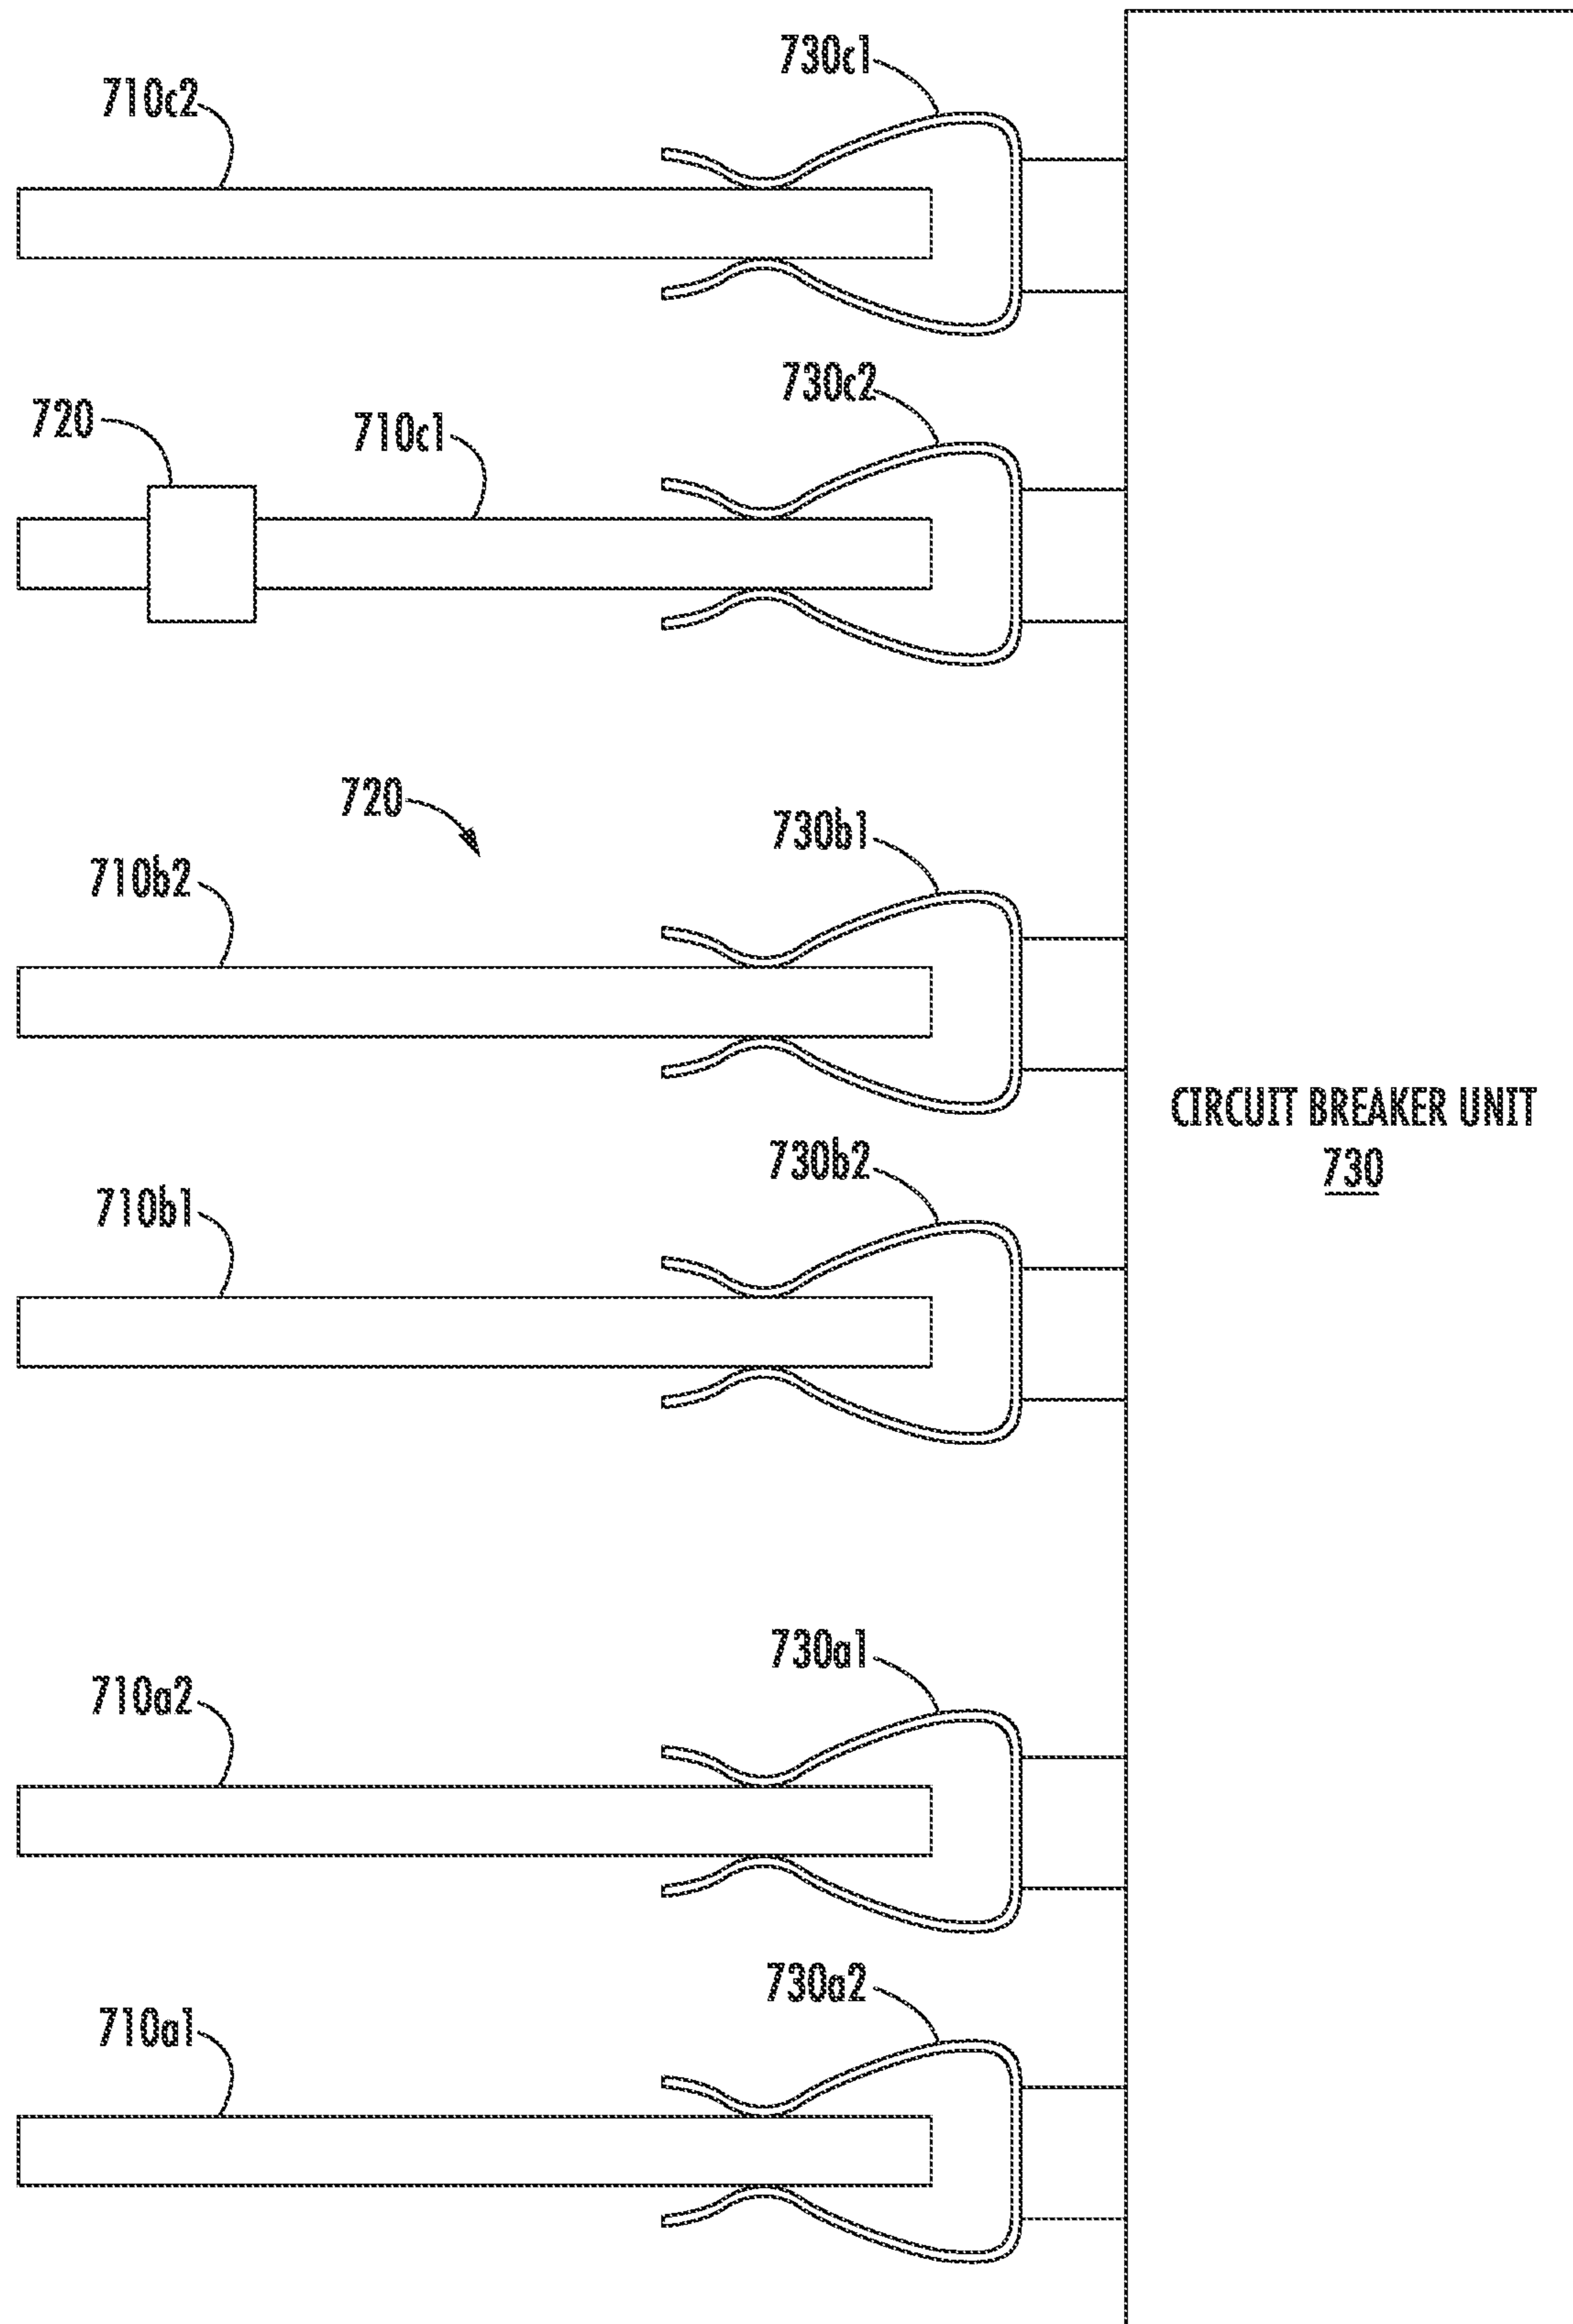 730c1
710c2
730c2
720
710c1
720
730b1
710b2
CIRCUIT BREAKER UNIT
730
730b2
710b1
730a1
710a2
730a2
710a1